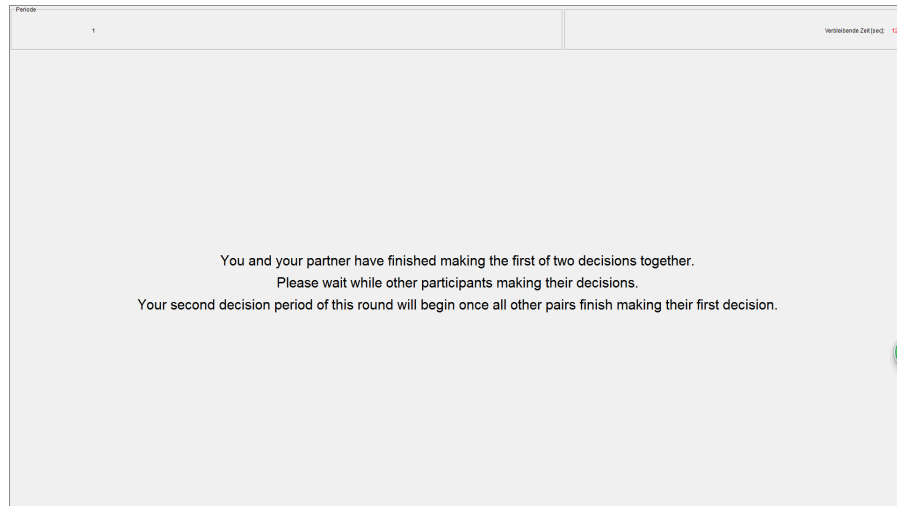 Periode
1
Verbleibende Zeit [sec]: 12
You and your partner have finished making the first of two decisions together.
Please wait while other participants making their decisions.
Your second decision period of this round will begin once all other pairs finish making their first decision.